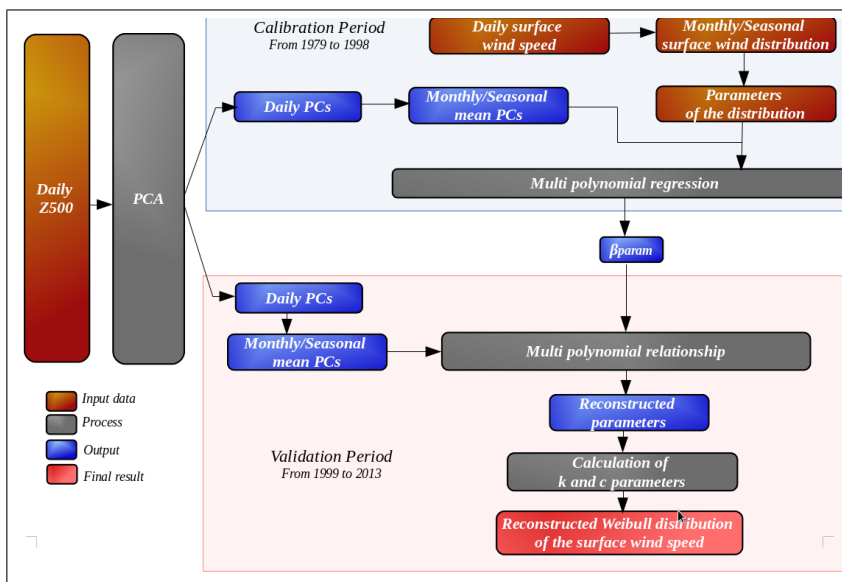 Calibration Period
From 1979 to 1998
Daily surface
wind speed
Monthly/Seasonal
surface wind distribution
Daily PCs
Monthly/Seasonal
mean PCs
Parameters
of the distribution
Daily
Z500
PCA
Multi polynomial regression
βparam
Daily PCs
Monthly/Seasonal
mean PCs
Multi polynomial relationship
Input data
Process
Output
Final result
Reconstructed
parameters
Validation Period
From 1999 to 2013
Calculation of
k and c parameters
Reconstructed Weibull distribution
of the surface wind speed